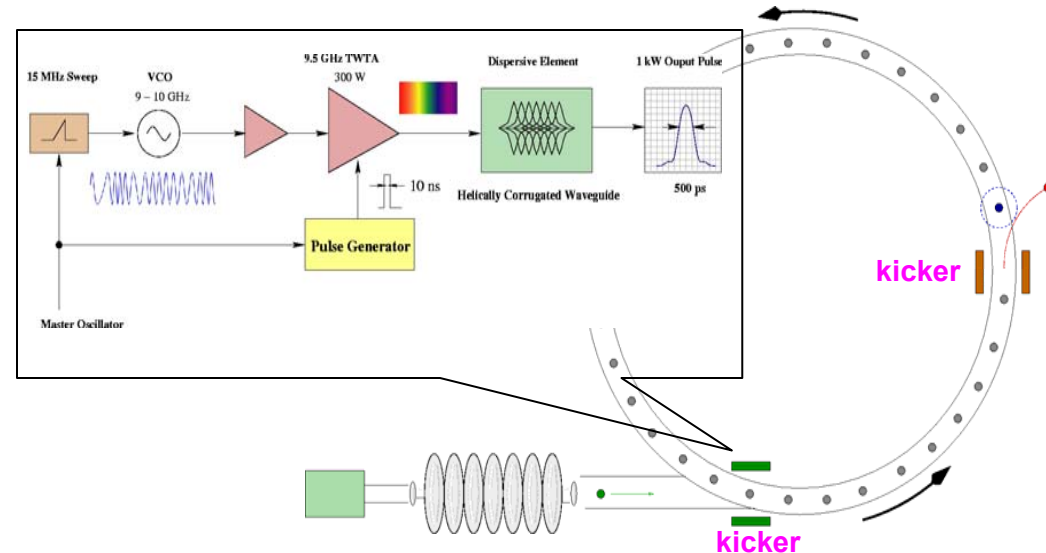 15 MHz Sweep
VCO
9 – 10 GHz
9.5 GHz TWTA
300 W
Dispersive Element
1 kW Ouput Pulse
10 ns
Helically Corrugated Waveguide
500 ps
Pulse Generator
Master Oscillator
kicker
kicker